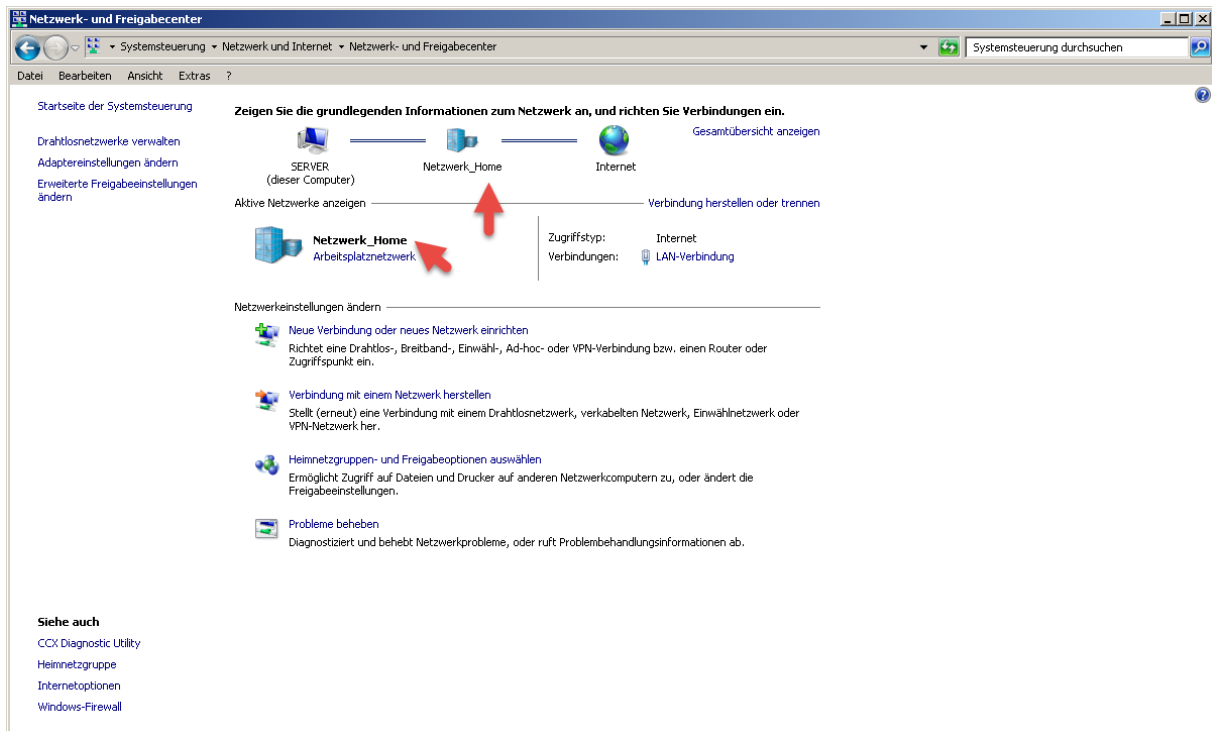 Netzwerk- und Freigabecenter
Systemsteuerung Netzwerk und Internet Netzwerk- und Freigabecenter
Systemsteuerung durchsuchen
Datei Bearbeiten Ansicht Extras ?
Startseite der Systemsteuerung
Drahtlosnetzwerke verwalten
Adaptereinstellungen ändern
Erweiterte Freigabeeinstellungen
ändern
Zeigen Sie die grundlegenden Informationen zum Netzwerk an, und richten Sie Verbindungen ein.
Gesamtübersicht anzeigen
SERVER
(dieser Computer)
Netzwerk_Home
Internet
Aktive Netzwerke anzeigen
Verbindung herstellen oder trennen
Netzwerk_Home
Arbeitsplatznetzwerk
Zugriffstyp: Internet
Verbindungen: LAN-Verbindung
Netzwerkeinstellungen ändern
Neue Verbindung oder neues Netzwerk einrichten
Richtet eine Drahtlos-, Breitband-, Einwähl-, Ad-hoc- oder VPN-Verbindung bzw. einen Router oder
Zugriffspunkt ein.
Verbindung mit einem Netzwerk herstellen
Stellt (erneut) eine Verbindung mit einem Drahtlosnetzwerk, verkabelten Netzwerk, Einwählnetzwerk oder
VPN-Netzwerk her.
Heimnetzgruppen- und Freigabeoptionen auswählen
Ermöglicht Zugriff auf Dateien und Drucker auf anderen Netzwerkcomputern zu, oder ändert die
Freigabeeinstellungen.
Probleme beheben
Diagnostiziert und behebt Netzwerkprobleme, oder ruft Problembehandlungsinformationen ab.
Siehe auch
CCX Diagnostic Utility
Heimnetzgruppe
Internetoptionen
Windows-Firewall